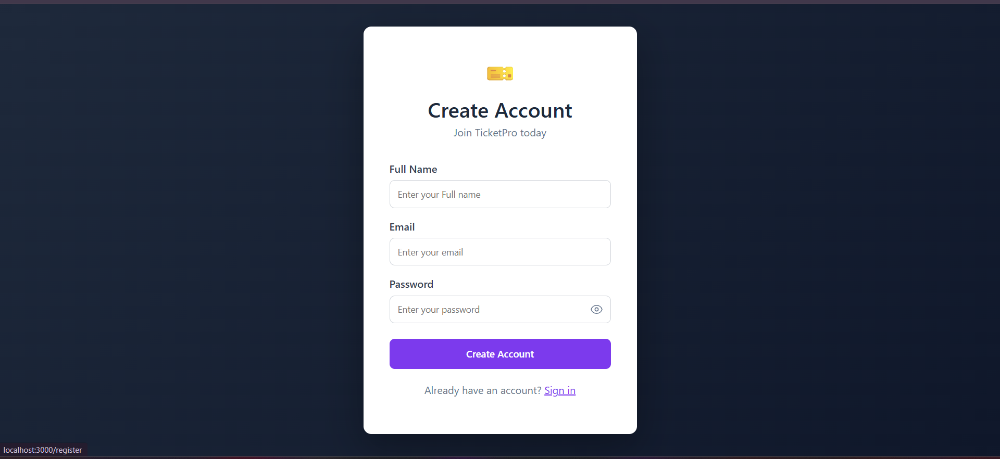 Create Account
Join TicketPro today
Full Name
Enter your Full name
Email
Enter your email
Password
Enter your password
Create Account
Already have an account? Sign in
localhost:3000/register